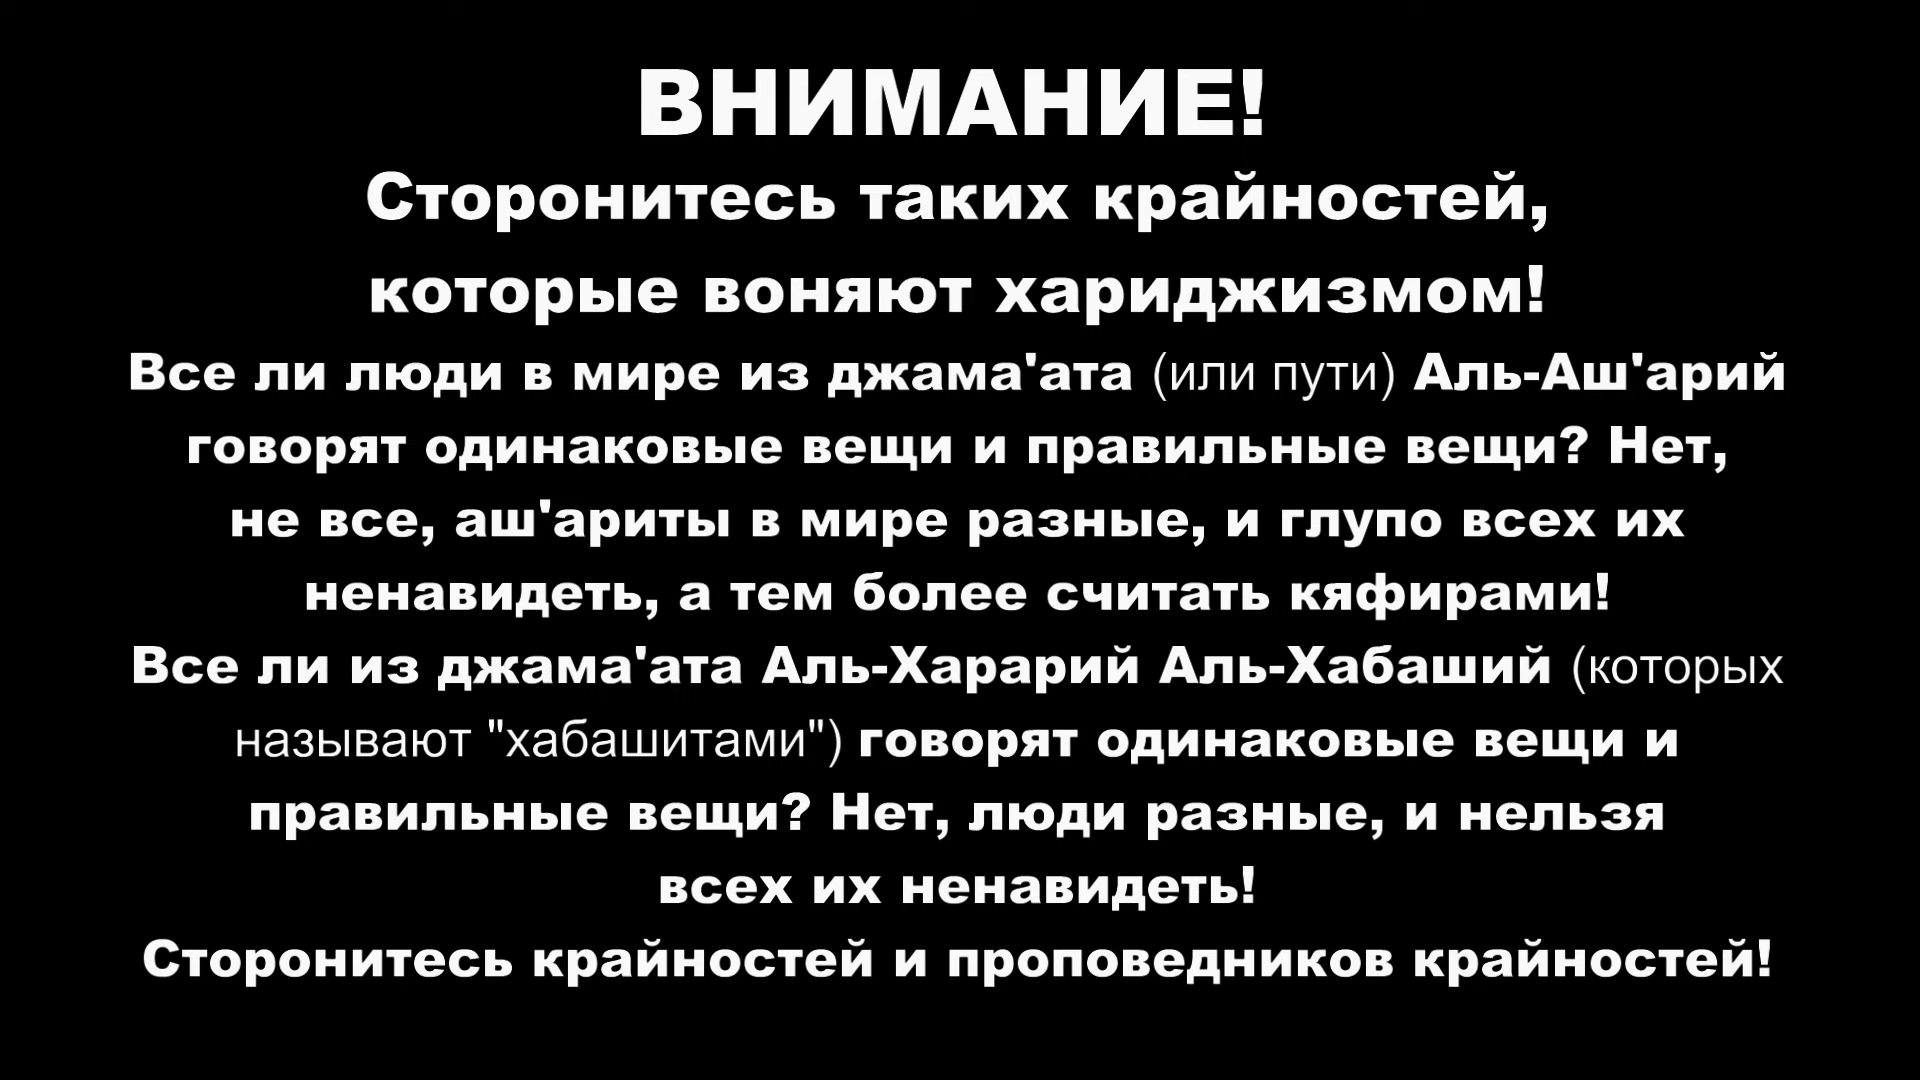 ВНИМАНИЕ!
Сторонитесь таких крайностей,
которые воняют хариджизмом!
Все ли люди в мире из джама'ата (или пути) Аль-Аш'арий
говорят одинаковые вещи и правильные вещи? Нет,
не все, аш'ариты в мире разные, и глупо всех их
ненавидеть, а тем более считать кяфирами!
Все ли из джама'ата Аль-Харарий Аль-Хабаший (которых
называют "хабашитами") говорят одинаковые вещи и
правильные вещи? Нет, люди разные, и нельзя
всех их ненавидеть!
Сторонитесь крайностей и проповедников крайностей!